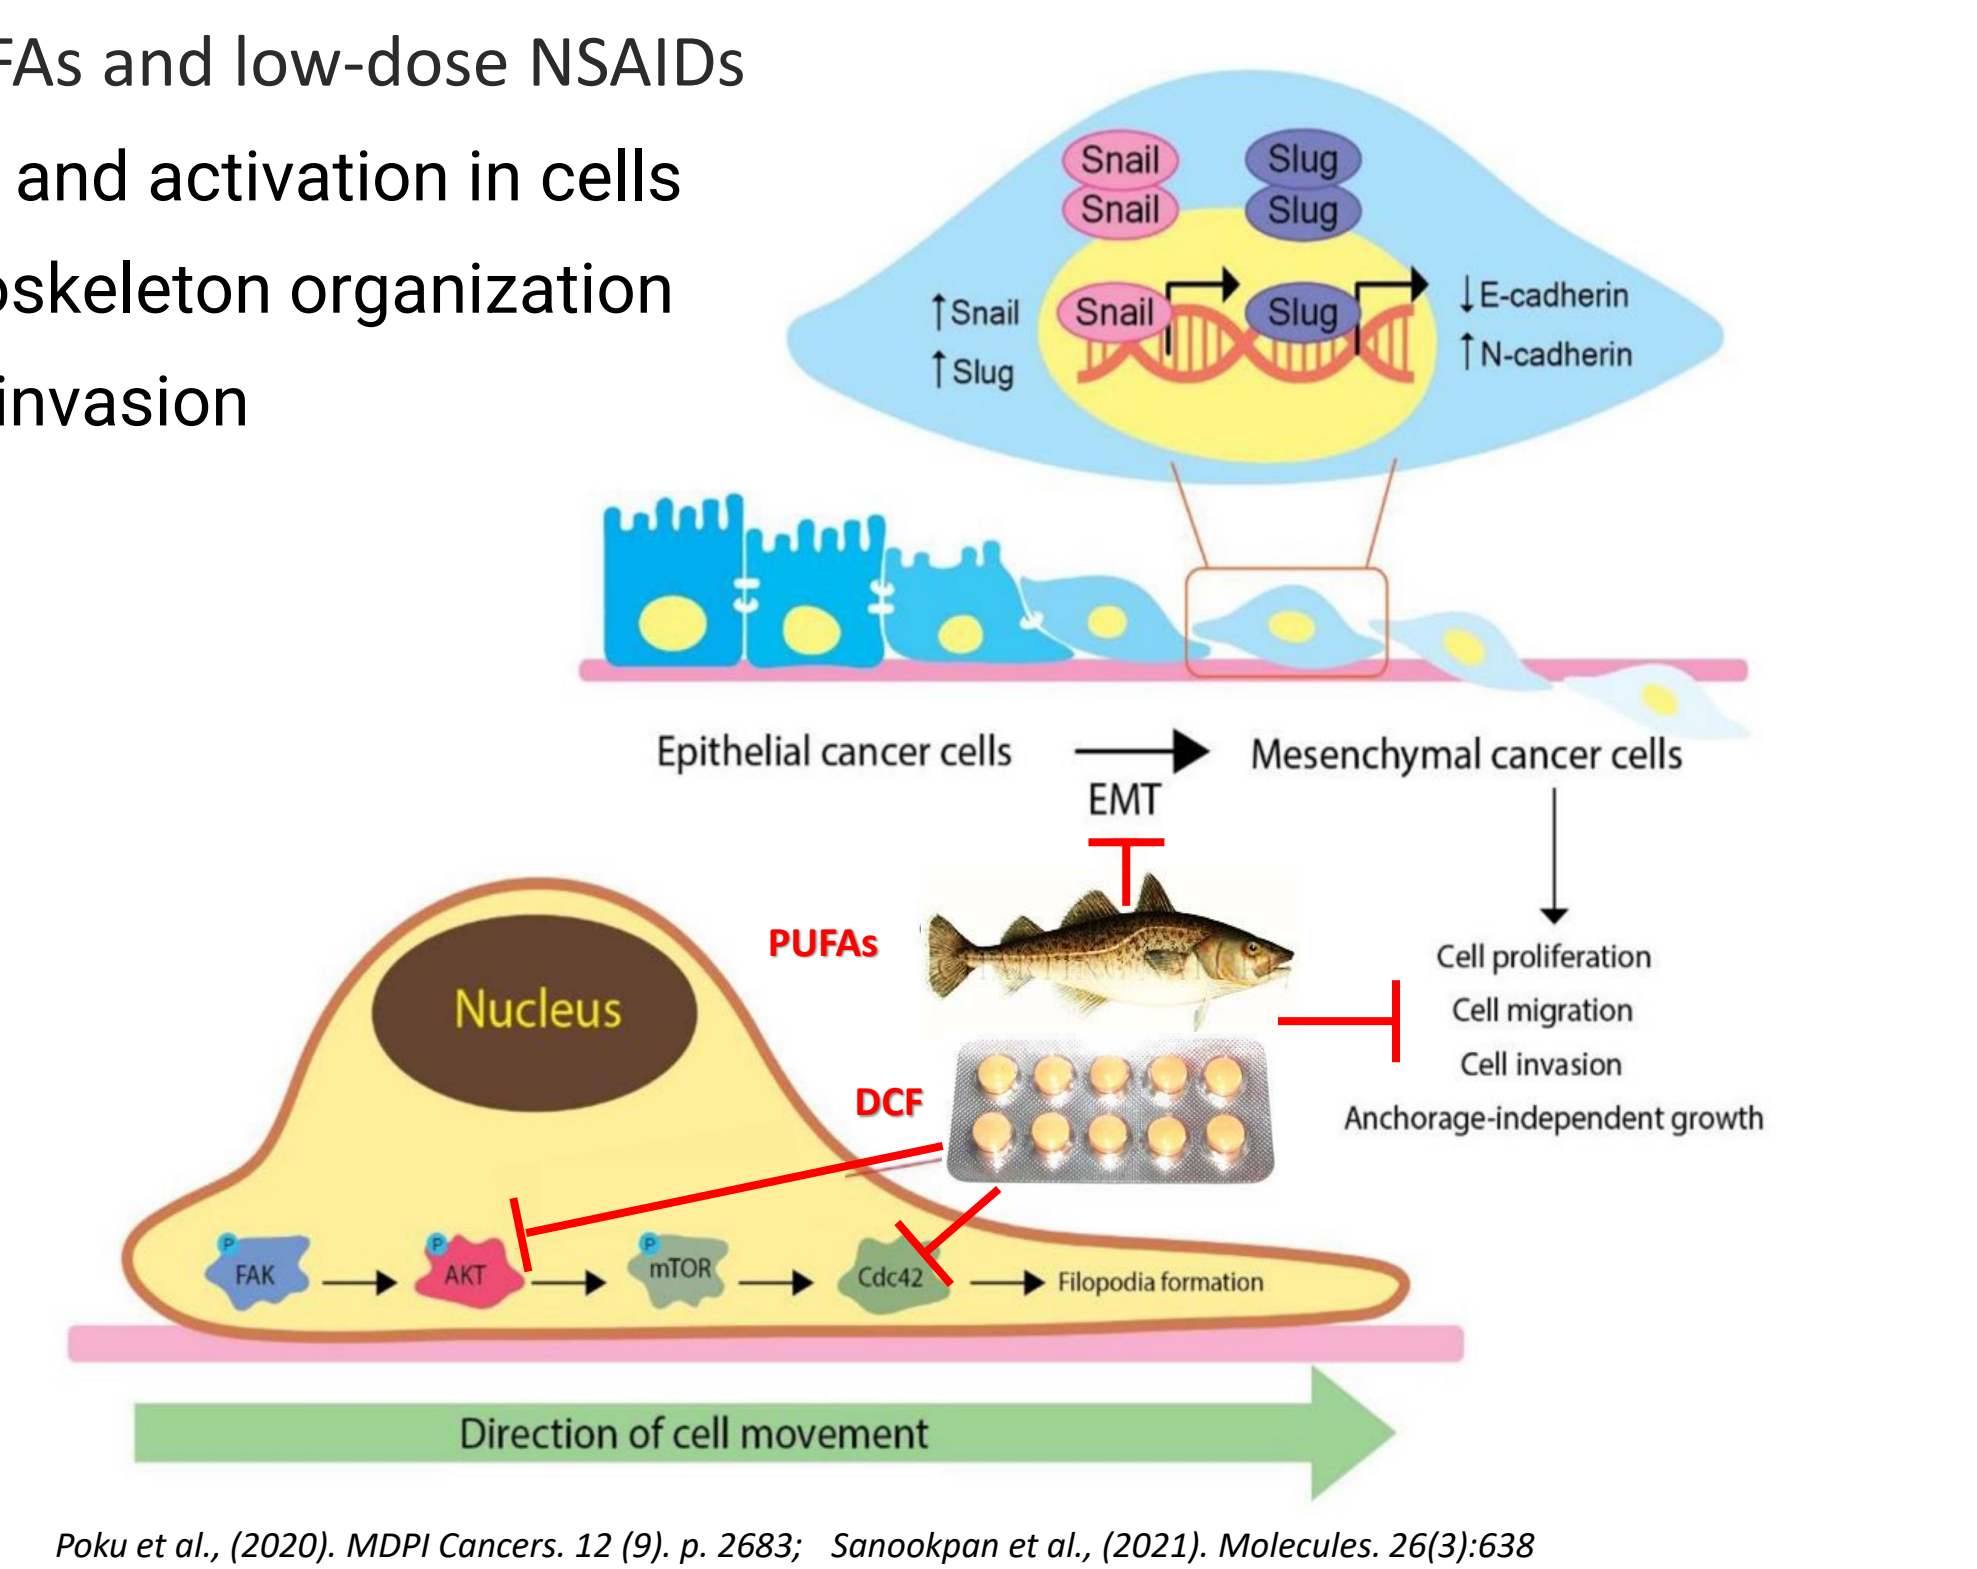 FAs and low-dose NSAIDs
and activation in cells
oskeleton organization
invasion
Snail
Snail
Slug
Slug
Snail
Slug
↑Snail
↑Slug
↓E-cadherin
↑N-cadherin
Epithelial cancer cells
EMT
Mesenchymal cancer cells
PUFAs
Cell proliferation
Cell migration
Cell invasion
Anchorage-independent growth
Nucleus
DCF
P
FAK
P
AKT
P
mTOR
Cdc42
Filopodia formation
Direction of cell movement
Poku et al., (2020). MDPI Cancers. 12 (9). p. 2683; Sanookpan et al., (2021). Molecules. 26(3):638